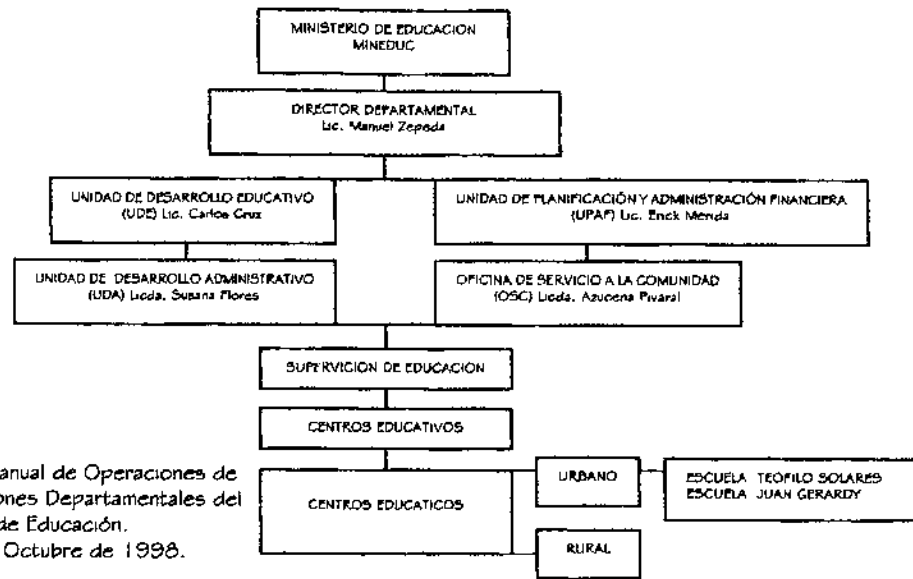 MINISTERIO DE EDUCACION
MINEDUC
DIRECTOR DEPARTAMENTAL
Lic. Manuel Zepeda
UNIDAD DE DESARROLLO EDUCATIVO
(UDE) Lic. Carlos Cruz
UNIDAD DE PLANIFICACIÓN Y ADMINISTRACIÓN FINANCIERA
(UPAF) Lic. Erick Merida
UNIDAD DE DESARROLLO ADMINISTRATIVO
(UDA) Licda. Susana Flores
OFICINA DE SERVICIO A LA COMUNIDAD
(OSC) Licda. Azucena Pivaral
SUPERVICION DE EDUCACION
CENTROS EDUCATIVOS
CENTROS EDUCATICOS
URBANO
ESCUELA TEOFILO SOLARES
ESCUELA JUAN GERARDY
RURAL
anual de Operaciones de
ones Departamentales del
de Educación.
Octubre de 1998.